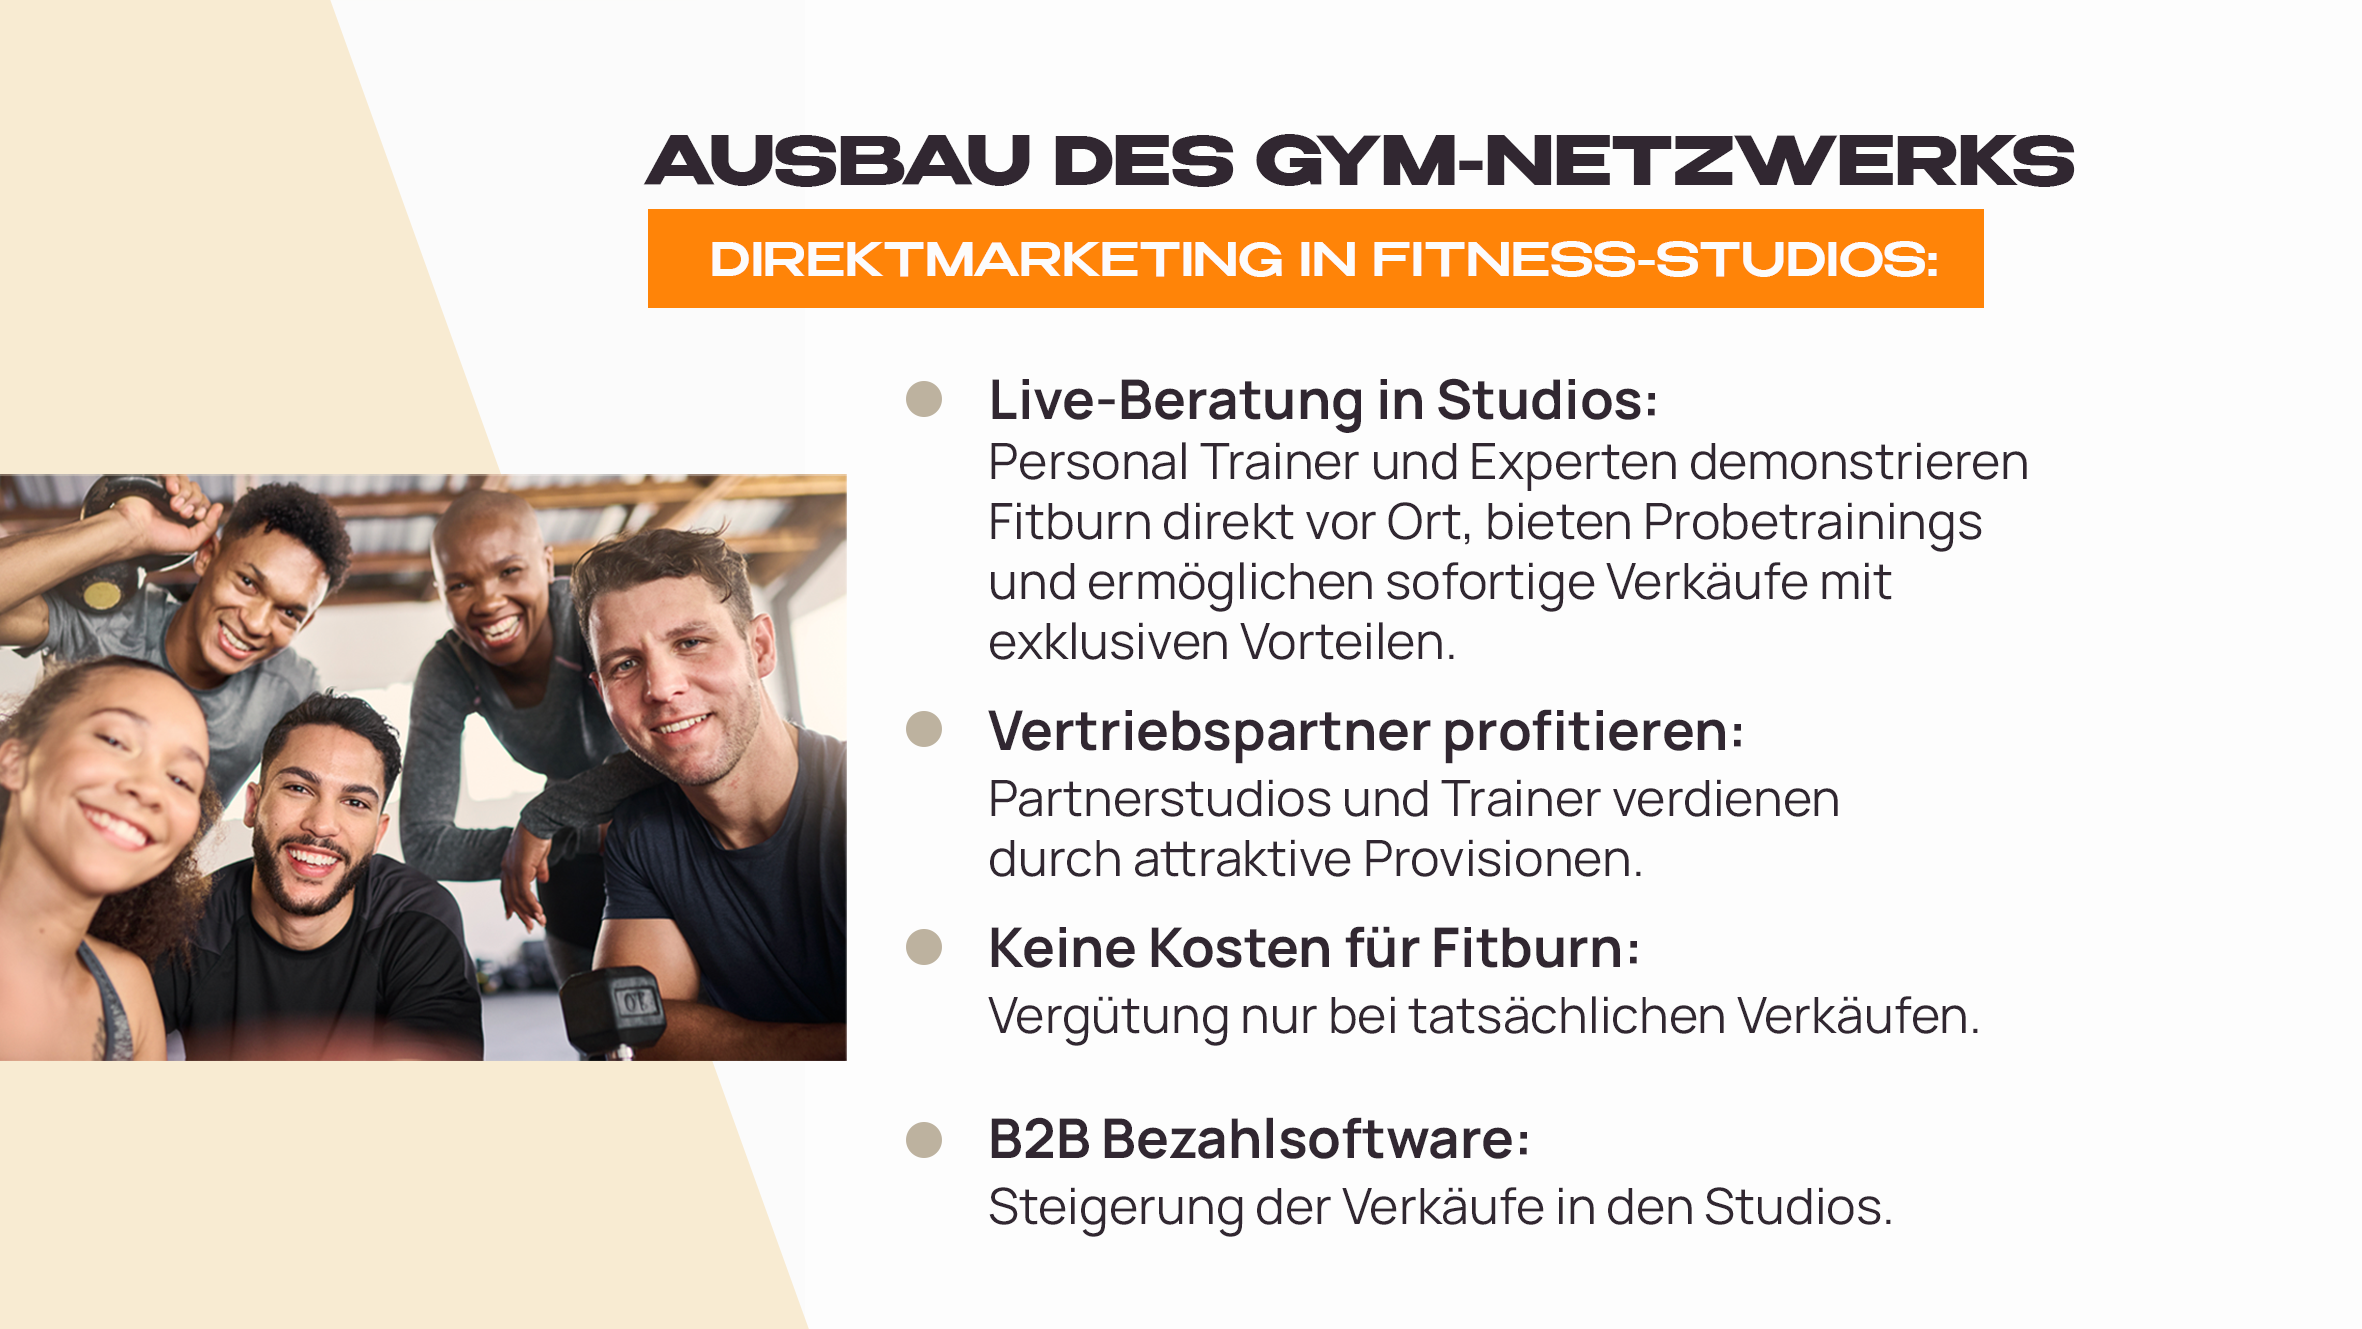 AUSBAU DES GYM-NETZWERKS
DIREKTMARKETING IN FITNESS-STUDIOS:
Live-Beratung in Studios:
Personal Trainer und Experten demonstrieren
Fitburn direkt vor Ort, bieten Probetrainings
und ermöglichen sofortige Verkäufe mit
exklusiven Vorteilen.
Vertriebspartner profitieren:
Partnerstudios und Trainer verdienen
durch attraktive Provisionen.
Keine Kosten für Fitburn:
Vergütung nur bei tatsächlichen Verkäufen.
B2B Bezahlsoftware:
Steigerung der Verkäufe in den Studios.